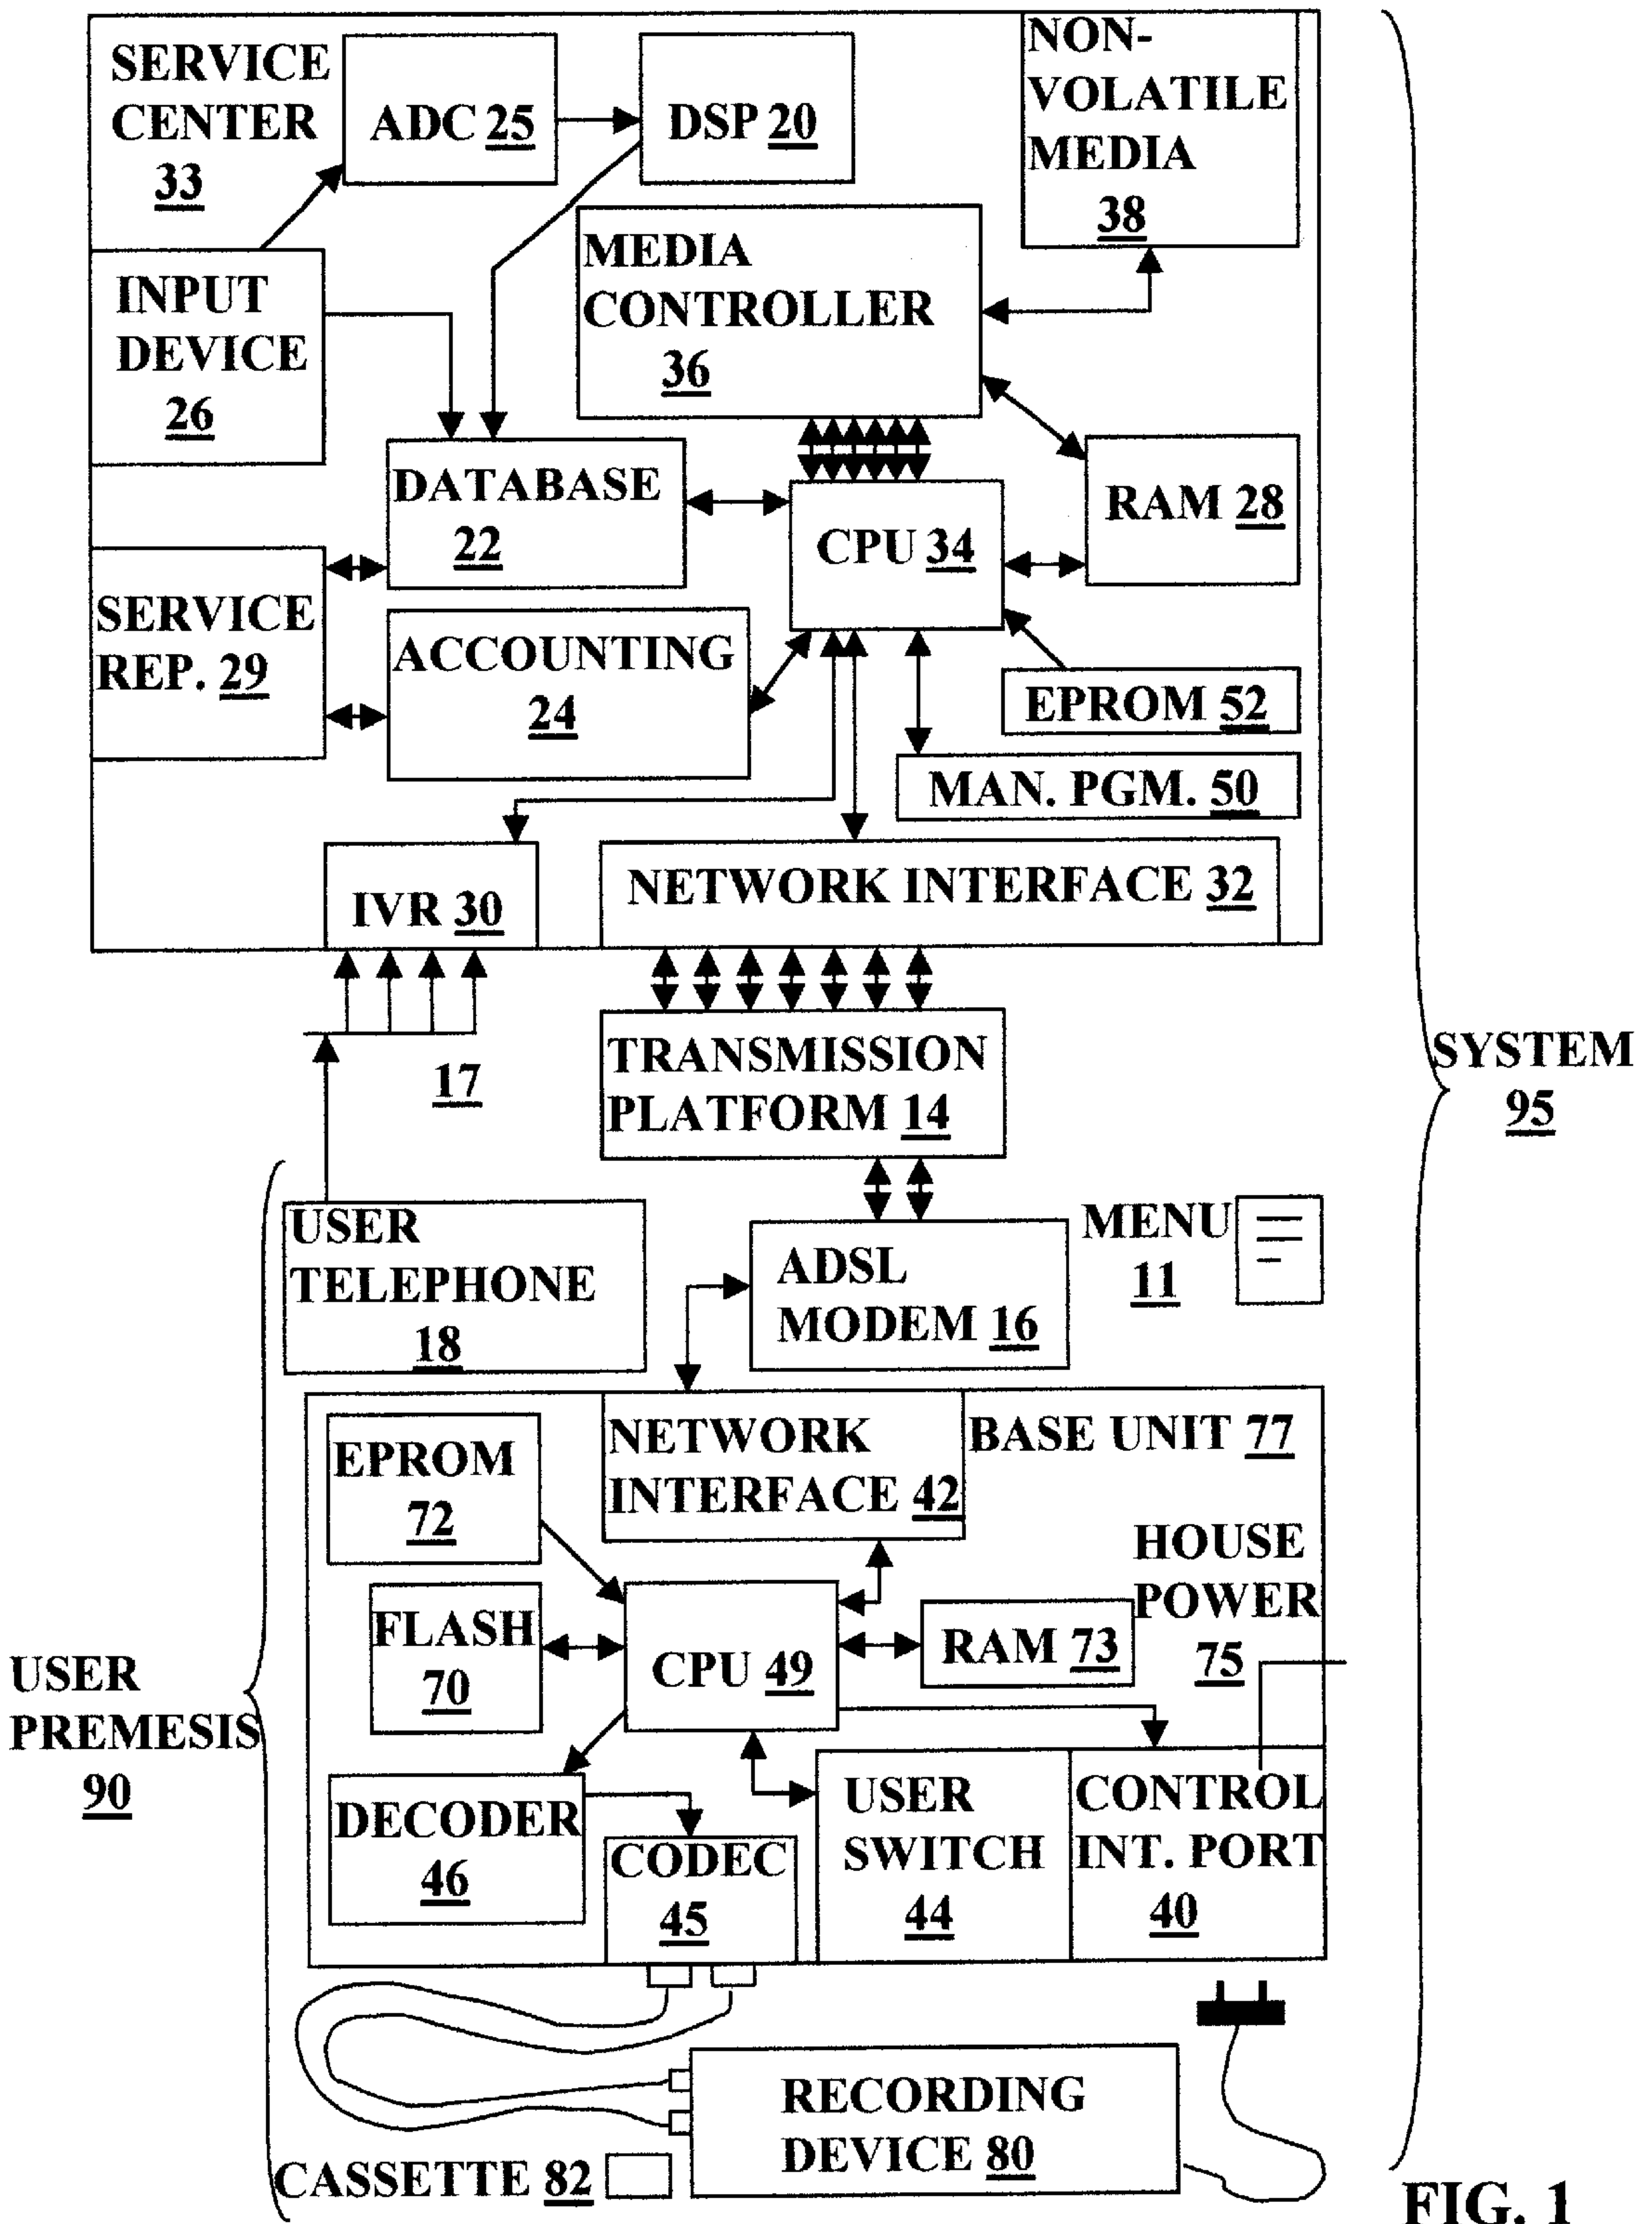 SERVICE
CENTER
33
ADC 25
DSP 20
NON-
VOLATILE
MEDIA
38
INPUT
DEVICE
26
MEDIA
CONTROLLER
36
DATABASE
22
CPU 34
RAM 28
SERVICE
REP. 29
ACCOUNTING
24
EPROM 52
MAN. PGM. 50
IVR 30
NETWORK INTERFACE 32
17
TRANSMISSION
PLATFORM 14
SYSTEM
95
USER
TELEPHONE
18
ADSL
MODEM 16
MENU
11
NETWORK
INTERFACE 42
BASE UNIT 77
EPROM
72
HOUSE
POWER
75
FLASH
70
CPU 49
RAM 73
USER
PREMESIS
90
DECODER
46
CODEC
45
USER
SWITCH
44
CONTROL
INT. PORT
40
RECORDING
DEVICE 80
CASSETTE 82
FIG. 1